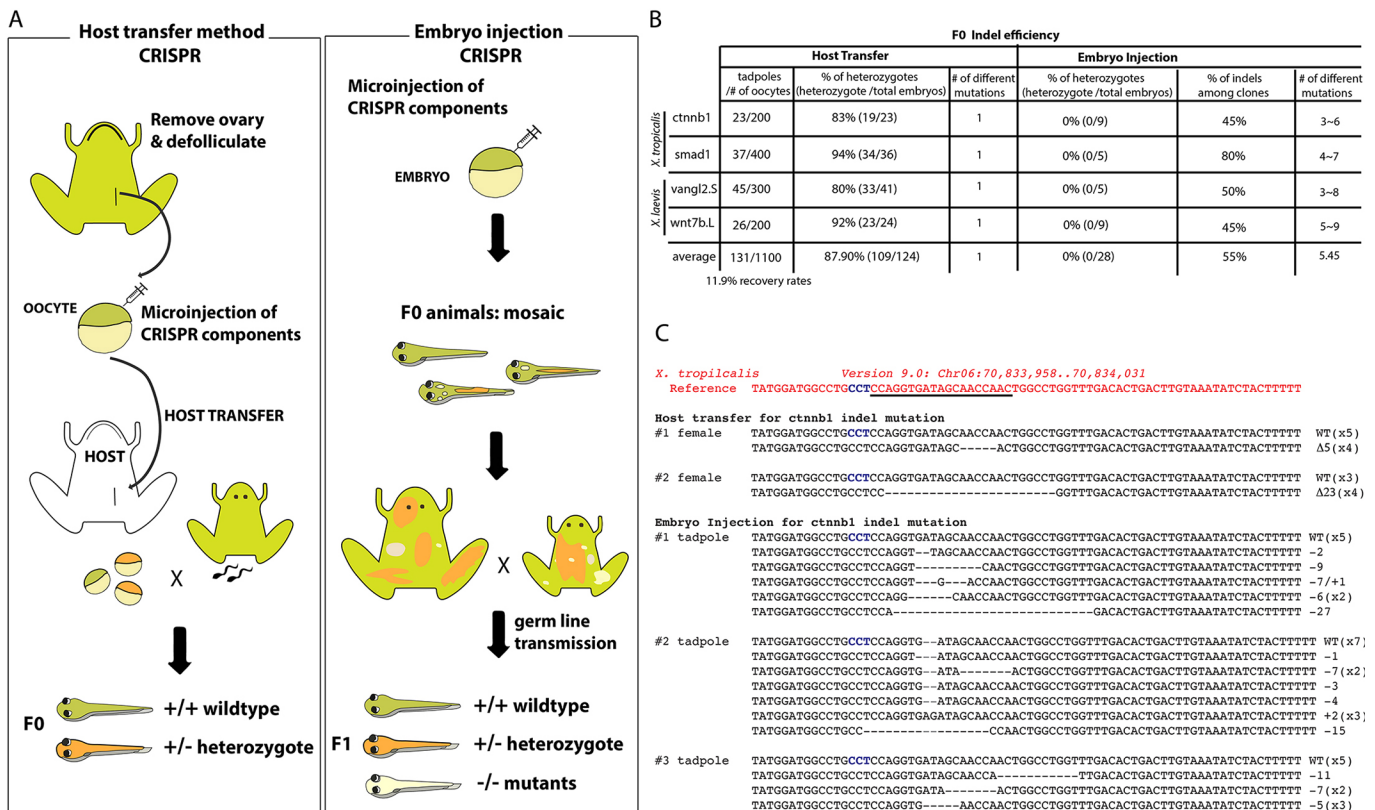 A
Host transfer method
CRISPR
Remove ovary
& defolliculate
OOCYTE
Microinjection of
CRISPR components
HOST TRANSFER
HOST
X
F0
+/+ wildtype
+/- heterozygote
Embryo injection
CRISPR
Microinjection of
CRISPR components
EMBRYO
F0 animals: mosaic
X
germ line
transmission
F1
+/+ wildtype
+/- heterozygote
-/- mutants
B
F0 Indel efficiency
Host Transfer Embryo Injection
tadpoles % of heterozygotes # of different % of heterozygotes % of indels # of different
/# of oocytes (heterozygote /total embryos) mutations (heterozygote /total embryos) among clones mutations
X. tropicalis
ctnnb1 23/200 83% (19/23) 1 0% (0/9) 45% 3~6
smad1 37/400 94% (34/36) 1 0% (0/5) 80% 4~7
X. laevis
vangl2.S 45/300 80% (33/41) 1 0% (0/5) 50% 3~8
wnt7b.L 26/200 92% (23/24) 1 0% (0/9) 45% 5~9
average 131/1100 87.90% (109/124) 1 0% (0/28) 55% 5.45
11.9% recovery rates
C
X. tropilcalis Version 9.0: Chr06:70,833,958..70,834,031
Reference TATGGATGGCCTGCCTCCAGGTGATAGCAACCAACTGGCCTGGTTTGACACTGACTTGTAAATATCTACTTTTT
Host transfer for ctnnb1 indel mutation
#1 female TATGGATGGCCTGCCTCCAGGTGATAGCAACCAACTGGCCTGGTTTGACACTGACTTGTAAATATCTACTTTTT WT(x5)
TATGGATGGCCTGCCTCCAGGTGATAGC-----ACTGGCCTGGTTTGACACTGACTTGTAAATATCTACTTTTT Δ5(x4)
#2 female TATGGATGGCCTGCCTCCAGGTGATAGCAACCAACTGGCCTGGTTTGACACTGACTTGTAAATATCTACTTTTT WT(x3)
TATGGATGGCCTGCCTCC-----------------------GGTTTGACACTGACTTGTAAATATCTACTTTTT Δ23(x4)
Embryo Injection for ctnnb1 indel mutation
#1 tadpole TATGGATGGCCTGCCTCCAGGTGATAGCAACCAACTGGCCTGGTTTGACACTGACTTGTAAATATCTACTTTTT WT(x5)
TATGGATGGCCTGCCTCCAGGT--TAGCAACCAACTGGCCTGGTTTGACACTGACTTGTAAATATCTACTTTTT -2
TATGGATGGCCTGCCTCCAGGT---------CAACTGGCCTGGTTTGACACTGACTTGTAAATATCTACTTTTT -9
TATGGATGGCCTGCCTCCAGGT---G---ACCAACTGGCCTGGTTTGACACTGACTTGTAAATATCTACTTTTT -7/+1
TATGGATGGCCTGCCTCCAGG------CAACCAACTGGCCTGGTTTGACACTGACTTGTAAATATCTACTTTTT -6(x2)
TATGGATGGCCTGCCTCCA---------------------------GACACTGACTTGTAAATATCTACTTTTT -27
#2 tadpole TATGGATGGCCTGCCTCCAGGTG--ATAGCAACCAACTGGCCTGGTTTGACACTGACTTGTAAATATCTACTTTTT WT(x7)
TATGGATGGCCTGCCTCCAGGT---ATAGCAACCAACTGGCCTGGTTTGACACTGACTTGTAAATATCTACTTTTT -1
TATGGATGGCCTGCCTCCAGGTG--ATA-------ACTGGCCTGGTTTGACACTGACTTGTAAATATCTACTTTTT -7(x2)
TATGGATGGCCTGCCTCCAGGTG--ATAGCAACCAACTGGCCTGGTTTGACACTGACTTGTAAATATCTACTTTTT -3
TATGGATGGCCTGCCTCCAGGTG--ATAGCAACCAACTGGCCTGGTTTGACACTGACTTGTAAATATCTACTTTTT -4
TATGGATGGCCTGCCTCCAGGTGAGATAGCAACCAACTGGCCTGGTTTGACACTGACTTGTAAATATCTACTTTTT +2(x3)
TATGGATGGCCTGCC-----------------CCAACTGGCCTGGTTTGACACTGACTTGTAAATATCTACTTTTT -15
#3 tadpole TATGGATGGCCTGCCTCCAGGTGATAGCAACCAACTGGCCTGGTTTGACACTGACTTGTAAATATCTACTTTTT WT(x5)
TATGGATGGCCTGCCTCCAGGTGATAGCAACCA-----------TTGACACTGACTTGTAAATATCTACTTTTT -11
TATGGATGGCCTGCCTCCAGGTGATA-------ACTGGCCTGGTTTGACACTGACTTGTAAATATCTACTTTTT -7(x2)
TATGGATGGCCTGCCTCCAGGTG-----AACCAACTGGCCTGGTTTGACACTGACTTGTAAATATCTACTTTTT -5(x3)